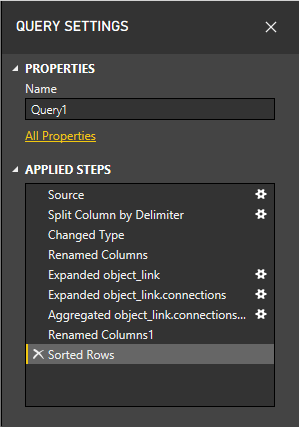 QUERY SETTINGS
PROPERTIES
Name
Query1
All Properties
APPLIED STEPS
Source
Split Column by Delimiter
Changed Type
Renamed Columns
Expanded object_link
Expanded object_link.connections
Aggregated object_link.connections...
Renamed Columns1
Sorted Rows